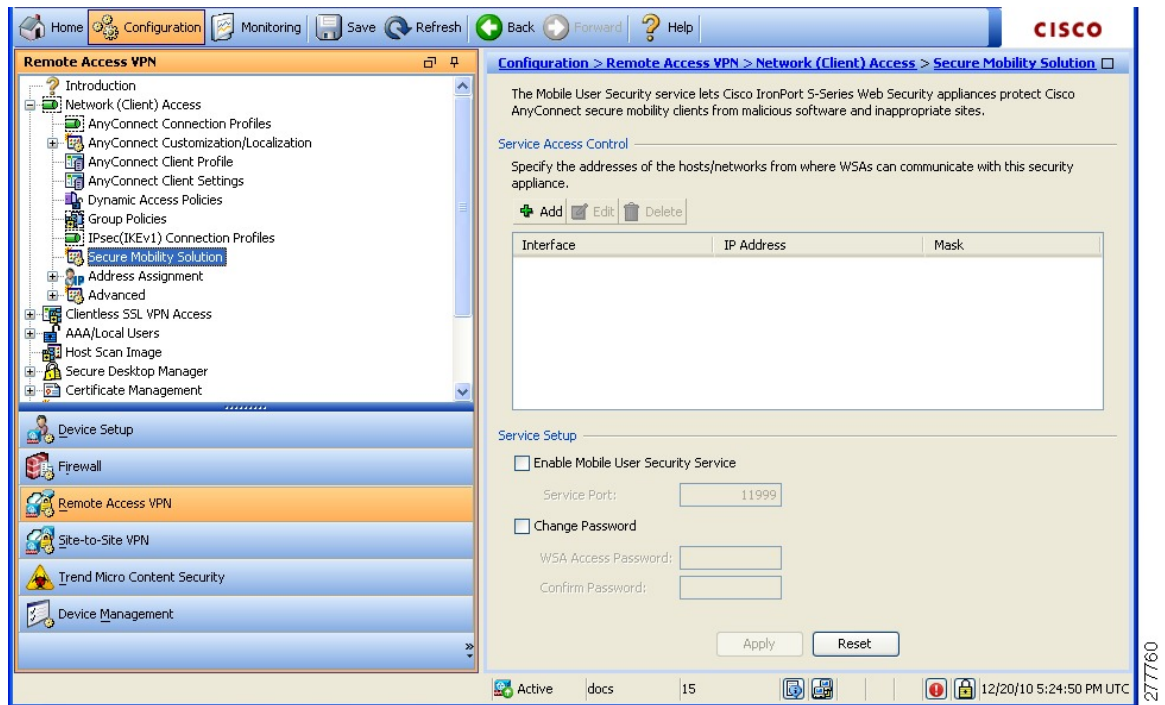 Home Configuration Monitoring Save Refresh Back Forward Help
CISCO
Remote Access VPN
Introduction
Network (Client) Access
AnyConnect Connection Profiles
AnyConnect Customization/Localization
AnyConnect Client Profile
AnyConnect Client Settings
Dynamic Access Policies
Group Policies
IPsec(IKEv1) Connection Profiles
Secure Mobility Solution
Address Assignment
Advanced
Clientless SSL VPN Access
AAA/Local Users
Host Scan Image
Secure Desktop Manager
Certificate Management
Device Setup
Firewall
Remote Access VPN
Site-to-Site VPN
Trend Micro Content Security
Device Management
Configuration > Remote Access VPN > Network (Client) Access > Secure Mobility Solution
The Mobile User Security service lets Cisco IronPort S-Series Web Security appliances protect Cisco
AnyConnect secure mobility clients from malicious software and inappropriate sites.
Service Access Control
Specify the addresses of the hosts/networks from where WSAs can communicate with this security
appliance.
Add Edit Delete
Interface IP Address Mask
Service Setup
Enable Mobile User Security Service
Service Port: 11999
Change Password
WSA Access Password:
Confirm Password:
Apply Reset
Active docs 15 12/20/10 5:24:50 PM UTC
277760